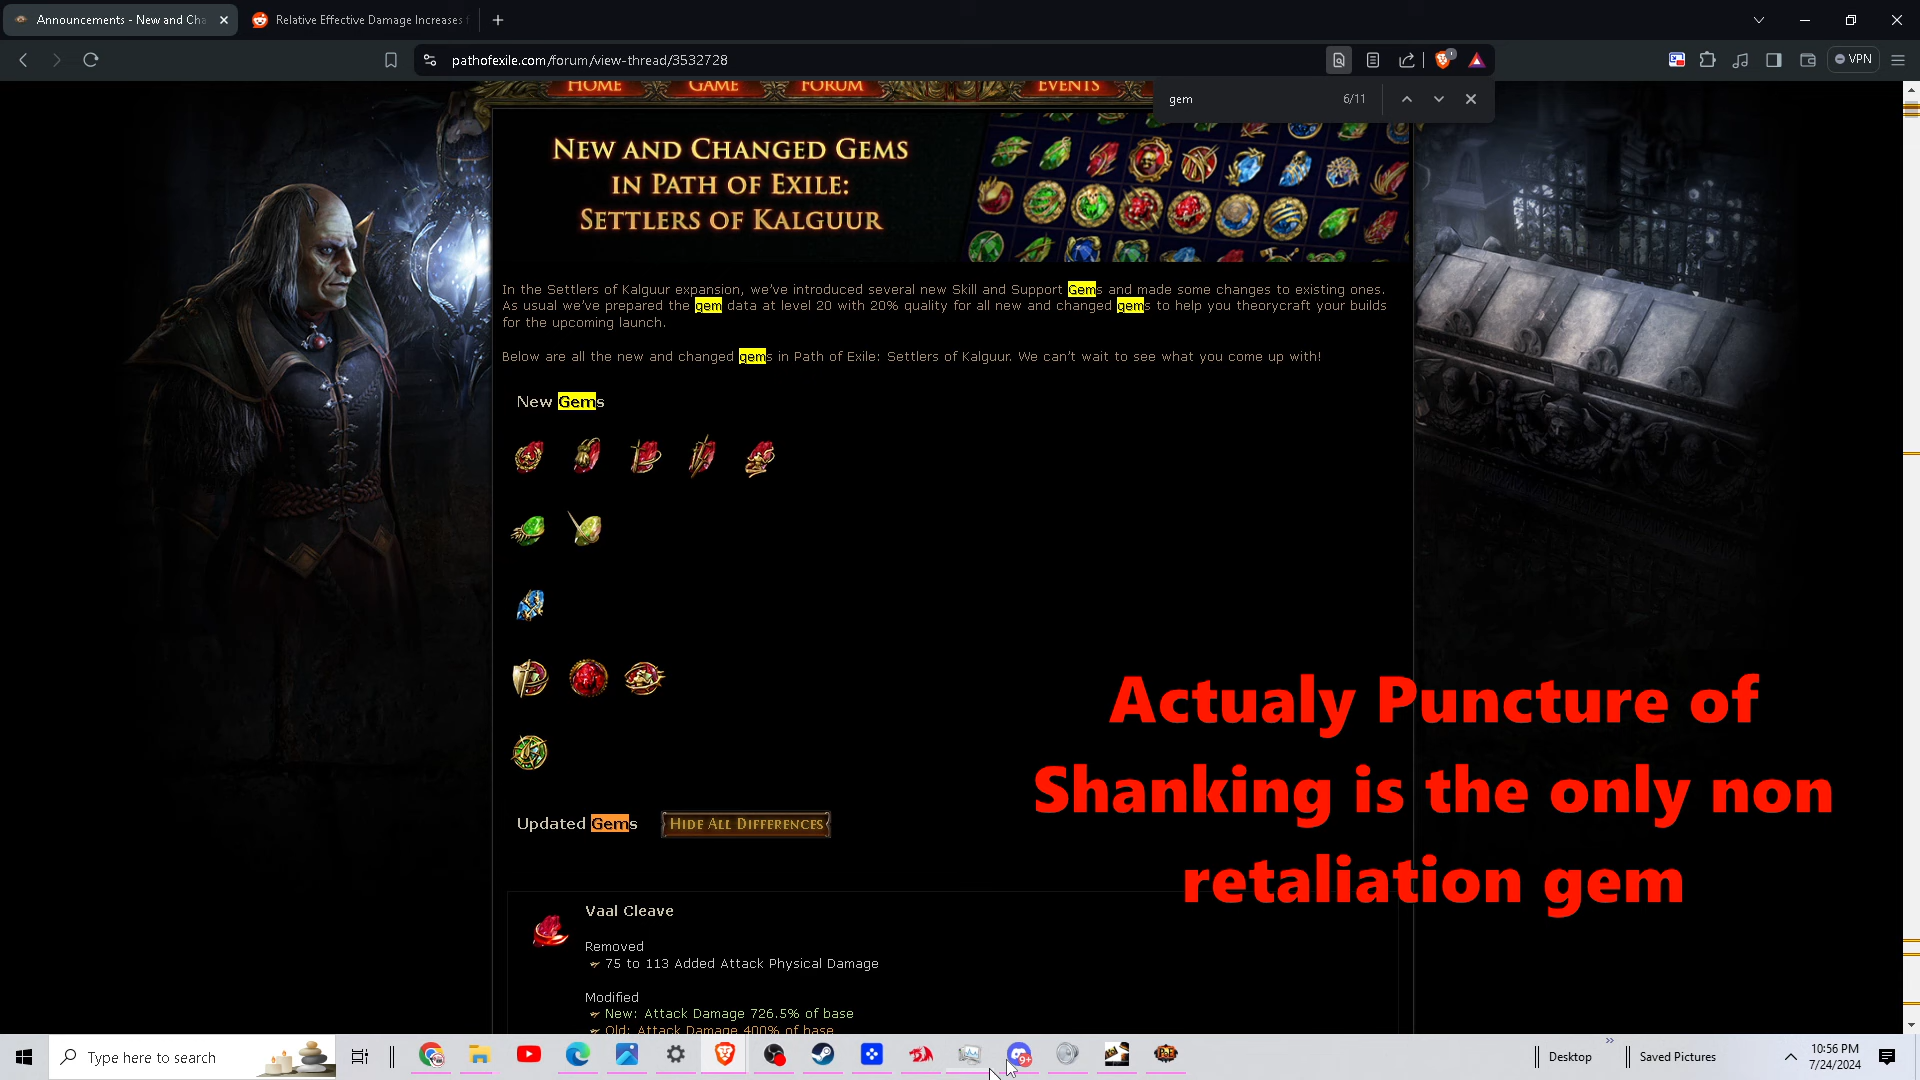 Announcements - New and Cha
Relative Effective Damage Increases f
pathofexile.com/forum/view-thread/3532728
VPN
HOME
GAME
FORUM
EVENTS
gem
6/11
NEW AND CHANGED GEMS
IN PATH OF EXILE:
SETTLERS OF KALGUUR
In the Settlers of Kalguur expansion, we've introduced several new Skill and Support Gems and made some changes to existing ones.
As usual we've prepared the gem data at level 20 with 20% quality for all new and changed gems to help you theorycraft your builds
for the upcoming launch.
Below are all the new and changed gems in Path of Exile: Settlers of Kalguur. We can't wait to see what you come up with!
New Gems
Actualy Puncture of
Shanking is the only non
retaliation gem
Updated Gems
HIDE ALL DIFFERENCES
Vaal Cleave
Removed
75 to 113 Added Attack Physical Damage
Modified
New: Attack Damage 726.5% of base
Old: Attack Damage 400% of base
Type here to search
9+
Desktop
Saved Pictures
10:56 PM
7/24/2024